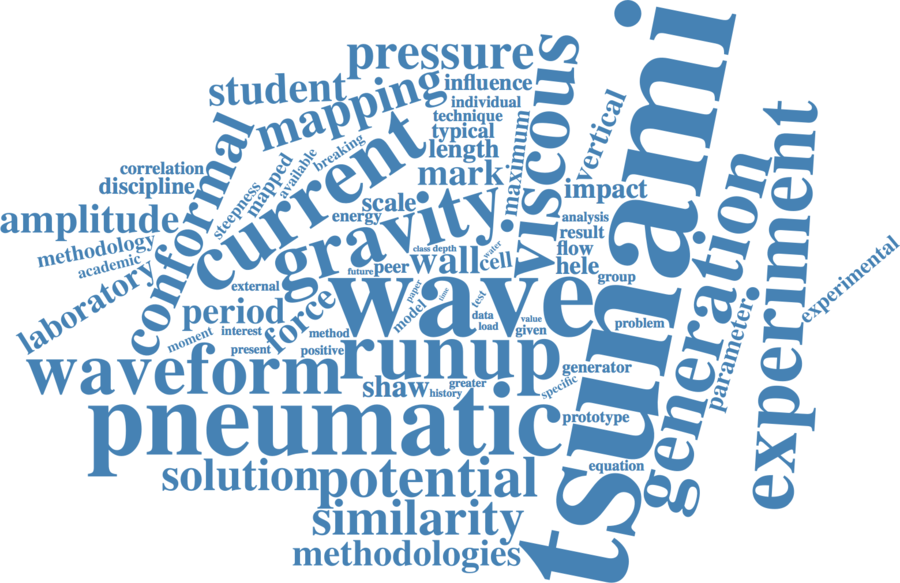 pressure
student
mapping
influence
individual
technique
typical
length
mark
maximum
viscous
vertical
tsunami
experiment
generation
parameter
experimental
correlation
discipline
amplitude
methodology
academic
laboratory
conformal
steepness
mapped
available
breaking
current
energy
scale
gravity
impact
analysis
result
flow
hele
group
class
depth
water
wall
cell
future
peer
external
period
force
wave
paper
model
time
test
data
load
value
given
problem
moment
interest
method
present
positive
waveform
runup
generator
shaw
history
greater
specific
pneumatic
prototype
equation
solution
potential
similarity
methodologies